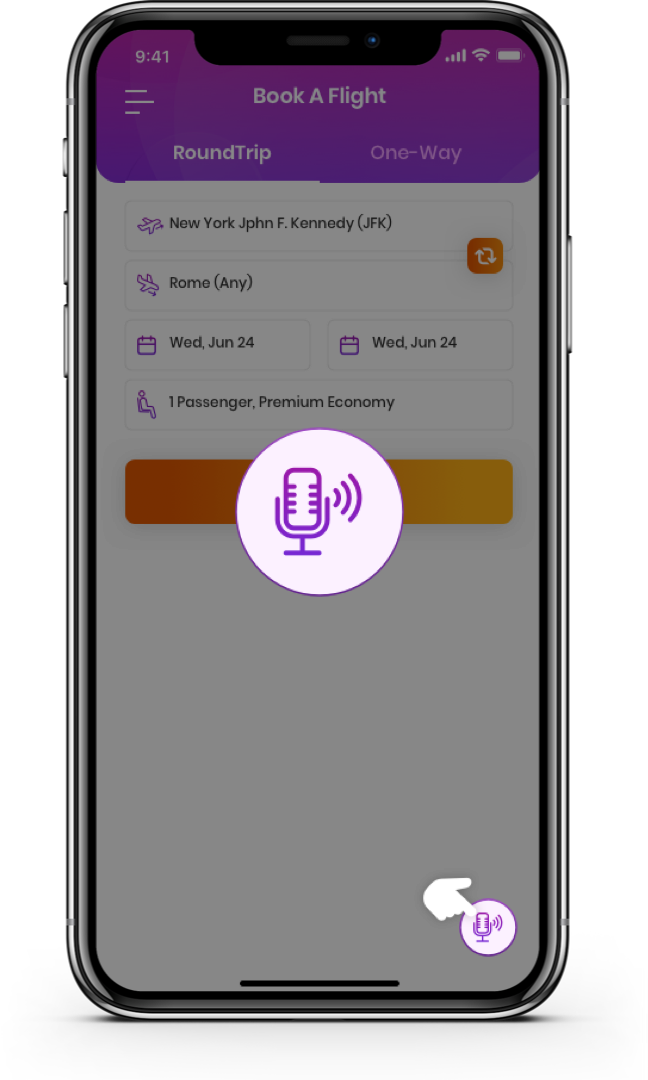 9:41
Book A Flight
RoundTrip One-Way
New York Jphn F. Kennedy (JFK)
Rome (Any)
Wed, Jun 24 Wed, Jun 24
1 Passenger, Premium Economy